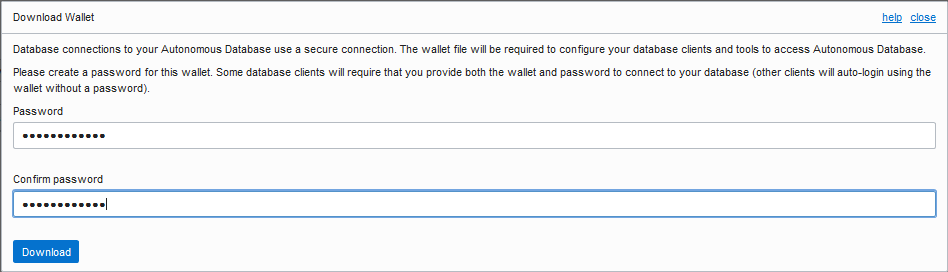 Download Wallet
help close
Database connections to your Autonomous Database use a secure connection. The wallet file will be required to configure your database clients and tools to access Autonomous Database.
Please create a password for this wallet. Some database clients will require that you provide both the wallet and password to connect to your database (other clients will auto-login using the
wallet without a password).
Password
••••••••••••
Confirm password
••••••••••••
Download